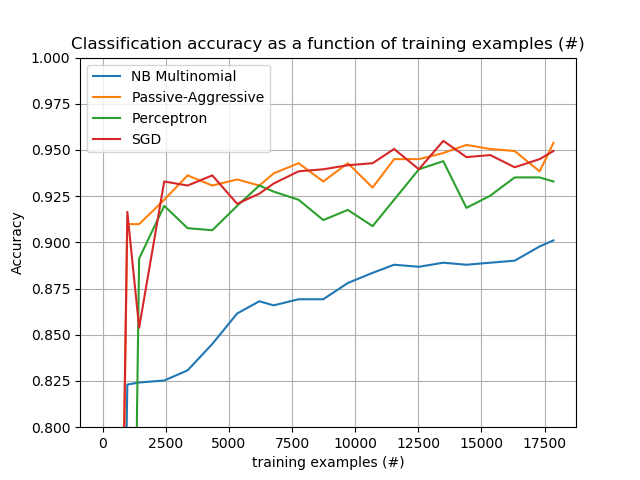 Classification accuracy as a function of training examples (#)
1.000
0.975
0.950
0.925
0.900
0.875
0.850
0.825
0.800
Accuracy
NB Multinomial
Passive-Aggressive
Perceptron
SGD
0 2500 5000 7500 10000 12500 15000 17500
training examples (#)